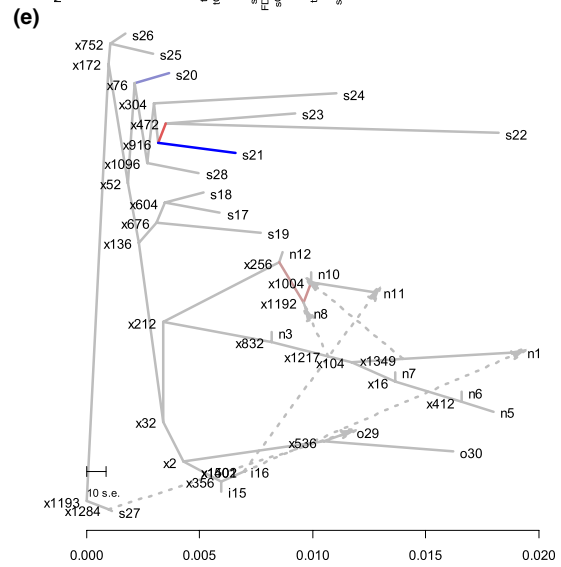 (e)
s26
x752
s25
x172
s20
x76
s24
x304
s23
x472
s22
x916
s21
x1096
s28
x52
s18
x604
s17
x676
s19
x136
n12
x256
n10
x1004
n11
x1192
n8
x212
n3
x832
x1217
n1
x104
x1349
n7
x16
n6
x412
n5
x32
o29
x536
o30
x2
i16
x356
i15
10 s.e.
x1193
x1284
s27
0.000 0.005 0.010 0.015 0.020